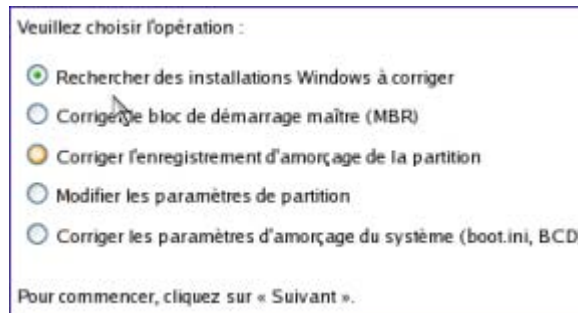 Veuillez choisir l'opération :
Rechercher des installations Windows à corriger
Corriger le bloc de démarrage maître (MBR)
Corriger l'enregistrement d'amorçage de la partition
Modifier les paramètres de partition
Corriger les paramètres d'amorçage du système (boot.ini, BCD
Pour commencer, cliquez sur « Suivant ».